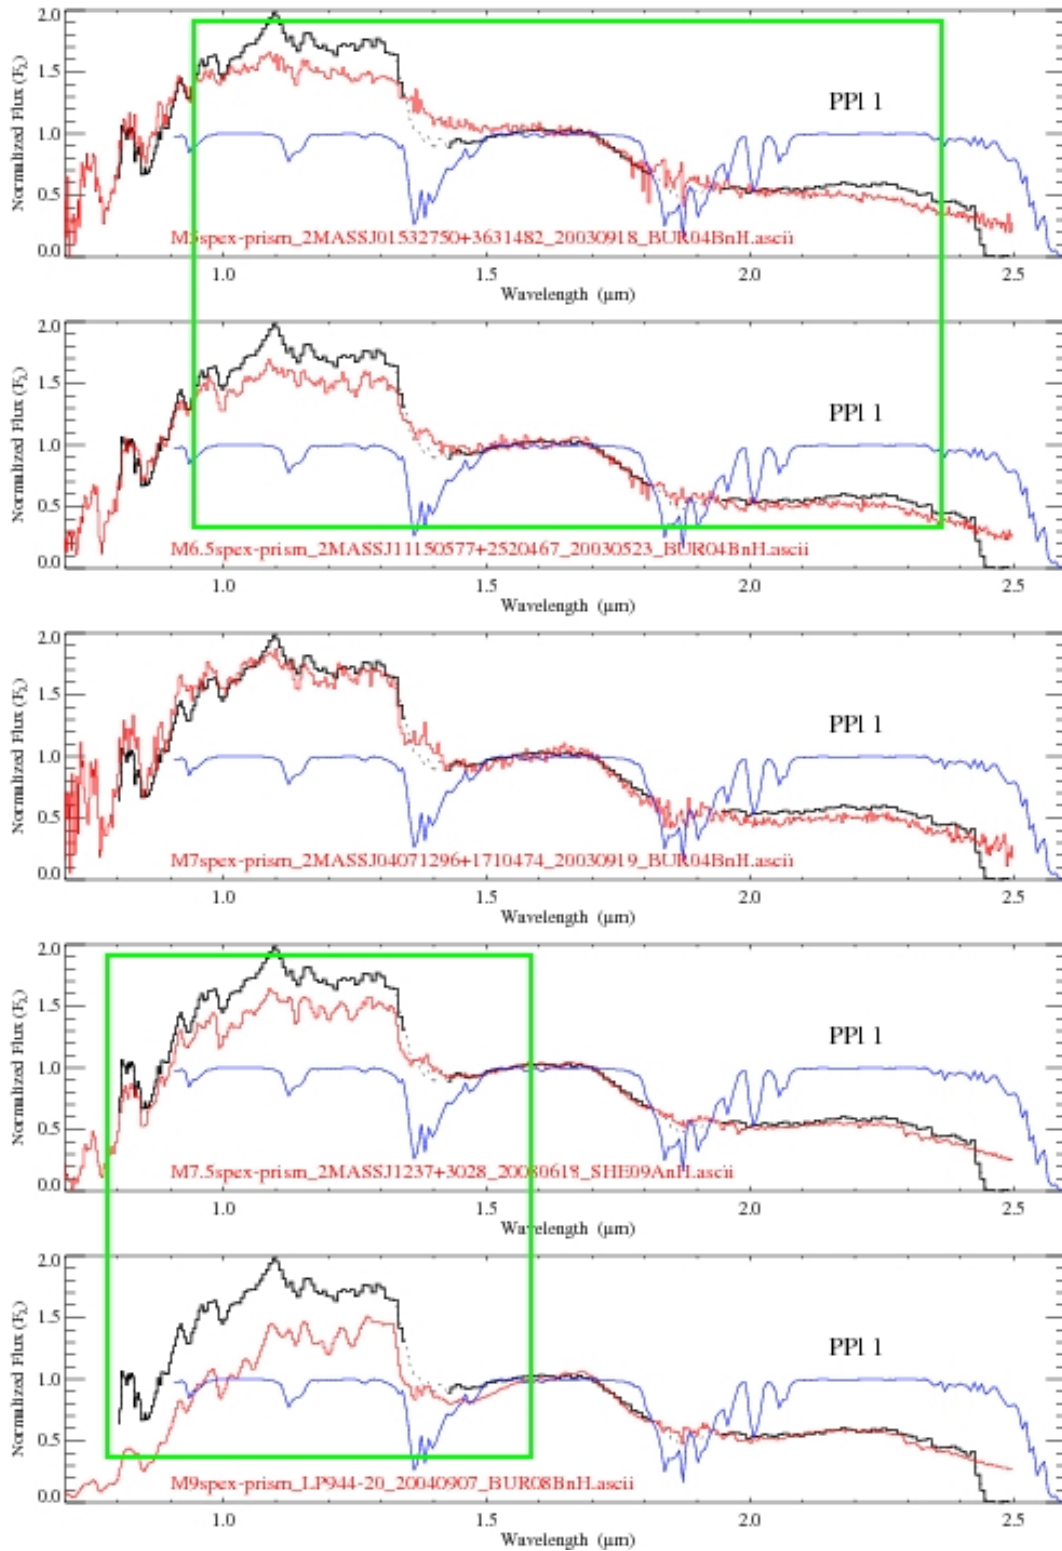 2.0
1.5
1.0
0.5
0.0
Normalized Flux (Fλ)
PPl 1
M5spex-prism_2MASSJ01532750+3631482_20030918_BUR04BnH.ascii
1.0 1.5 2.0 2.5
Wavelength (μm)
2.0
1.5
1.0
0.5
0.0
Normalized Flux (Fλ)
PPl 1
M6.5spex-prism_2MASSJ11150577+2520467_20030523_BUR04BnH.ascii
1.0 1.5 2.0 2.5
Wavelength (μm)
2.0
1.5
1.0
0.5
0.0
Normalized Flux (Fλ)
PPl 1
M7spex-prism_2MASSJ04071296+1710474_20030919_BUR04BnH.ascii
1.0 1.5 2.0 2.5
Wavelength (μm)
2.0
1.5
1.0
0.5
0.0
Normalized Flux (Fλ)
PPl 1
M7.5spex-prism_2MASSJ1237+3028_20080618_SHE09AnH.ascii
1.0 1.5 2.0 2.5
Wavelength (μm)
2.0
1.5
1.0
0.5
0.0
Normalized Flux (Fλ)
PPl 1
M9spex-prism_LP944-20_20040907_BUR08BnH.ascii
1.0 1.5 2.0 2.5
Wavelength (μm)